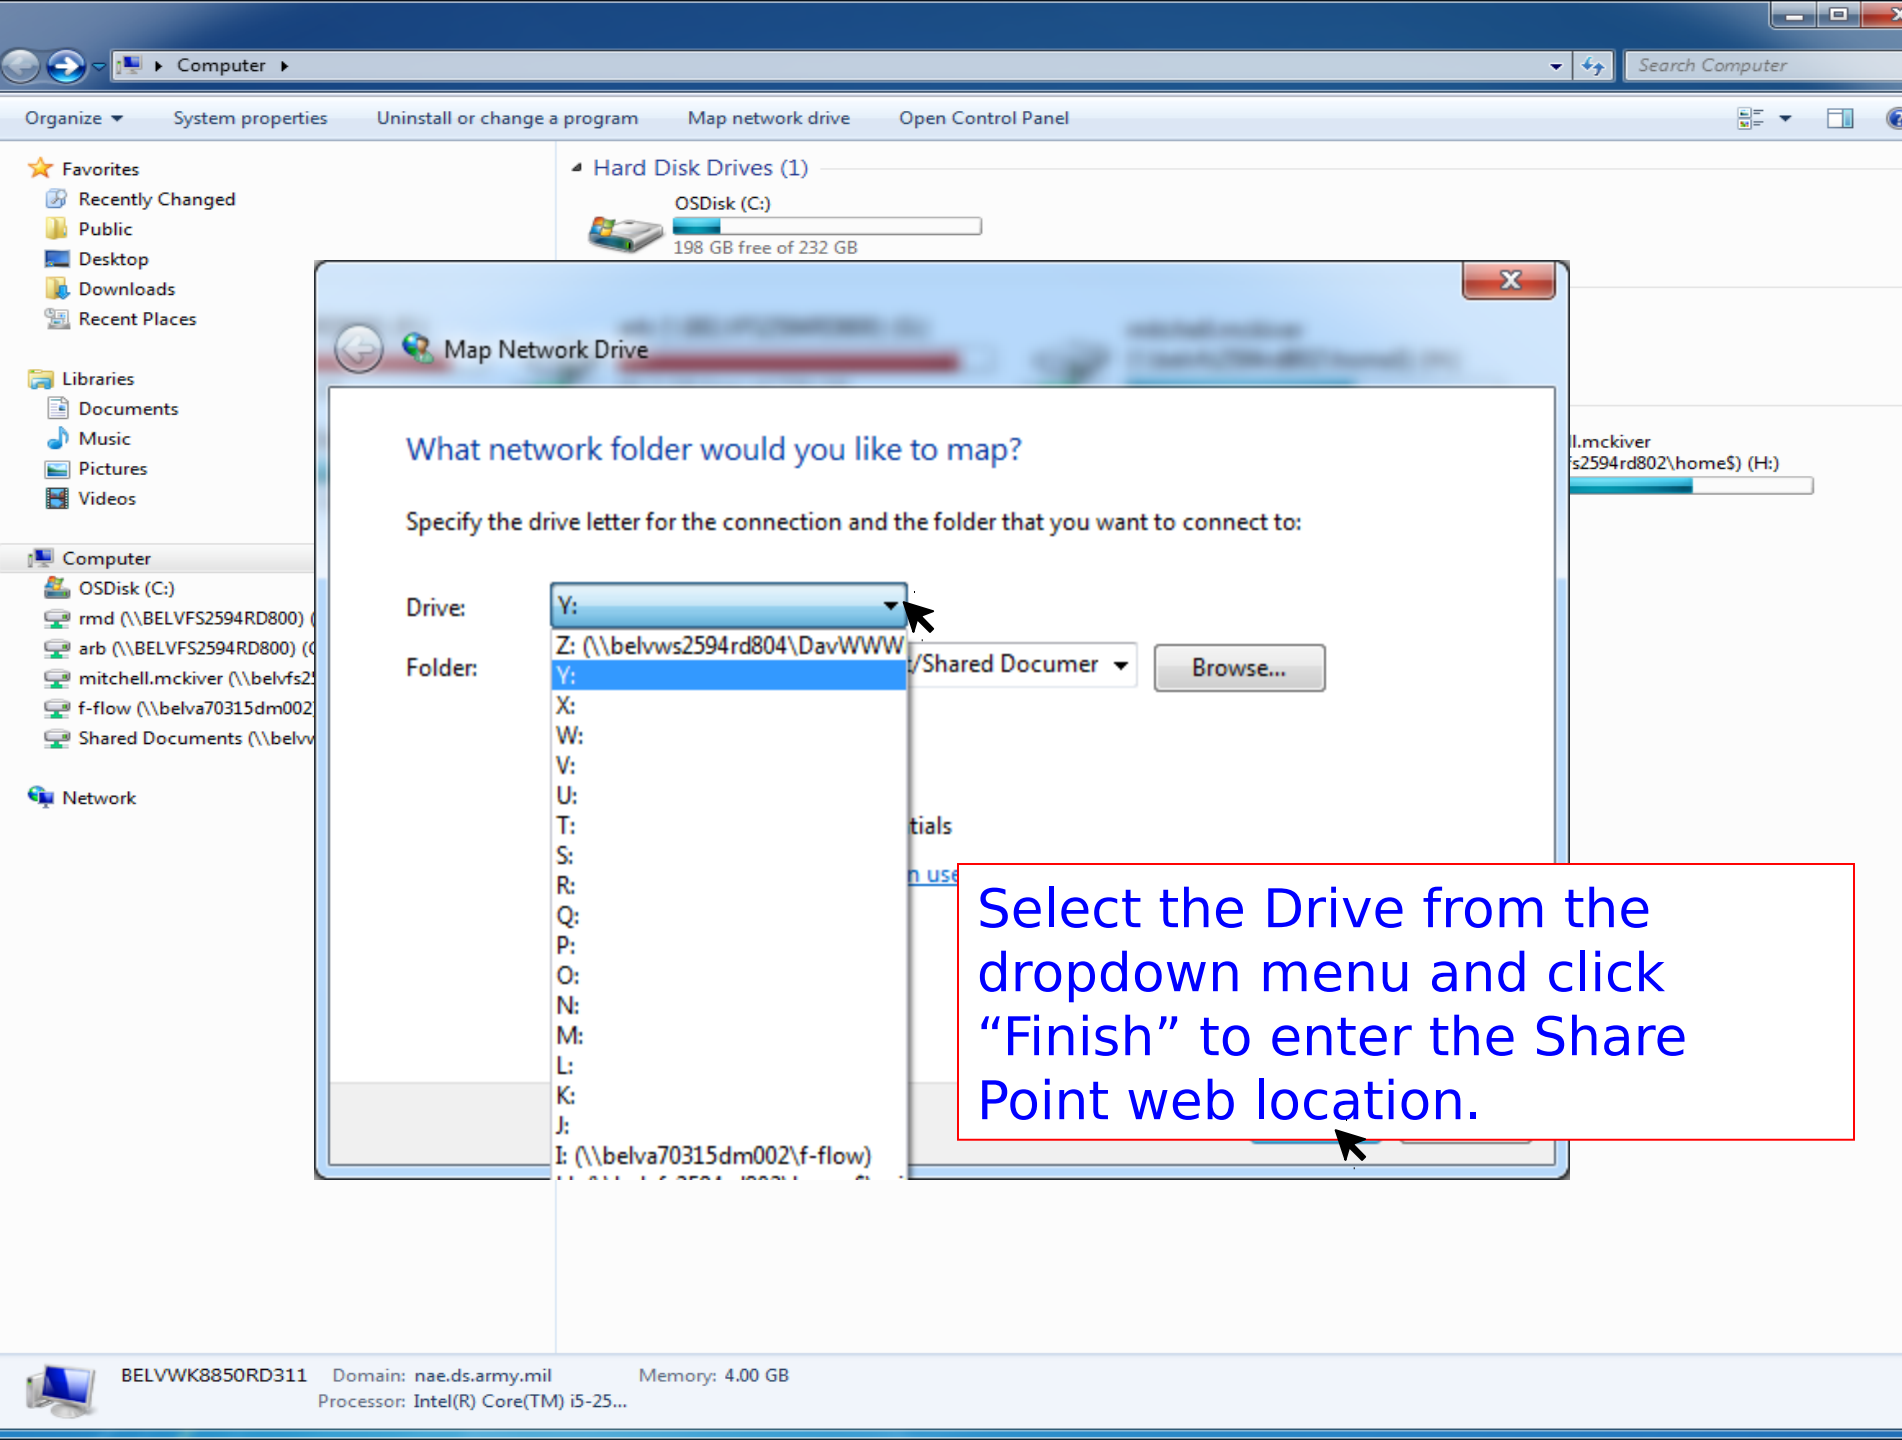 Computer
Search Computer
Organize
System properties
Uninstall or change a program
Map network drive
Open Control Panel
Favorites
Recently Changed
Public
Desktop
Downloads
Recent Places
Libraries
Documents
Music
Pictures
Videos
Computer
OSDisk (C:)
rmd (\\BELVFS2594RD800) (
arb (\\BELVFS2594RD800) (
mitchell.mckiver (\\belvfs2
f-flow (\\belva70315dm002
Shared Documents (\\belvv
Network
Hard Disk Drives (1)
OSDisk (C:)
198 GB free of 232 GB
l.mckiver
s2594rd802\home$) (H:)
Map Network Drive
What network folder would you like to map?
Specify the drive letter for the connection and the folder that you want to connect to:
Drive:
Y:
Z: (\\belvws2594rd804\DavWWW
Y:
X:
W:
V:
U:
T:
S:
R:
Q:
P:
O:
N:
M:
L:
K:
J:
I: (\\belva70315dm002\f-flow)
Folder:
/Shared Documer
Browse...
tials
n use
Select the Drive from the
dropdown menu and click
“Finish” to enter the Share
Point web location.
BELVWK8850RD311
Domain: nae.ds.army.mil
Memory: 4.00 GB
Processor: Intel(R) Core(TM) i5-25...